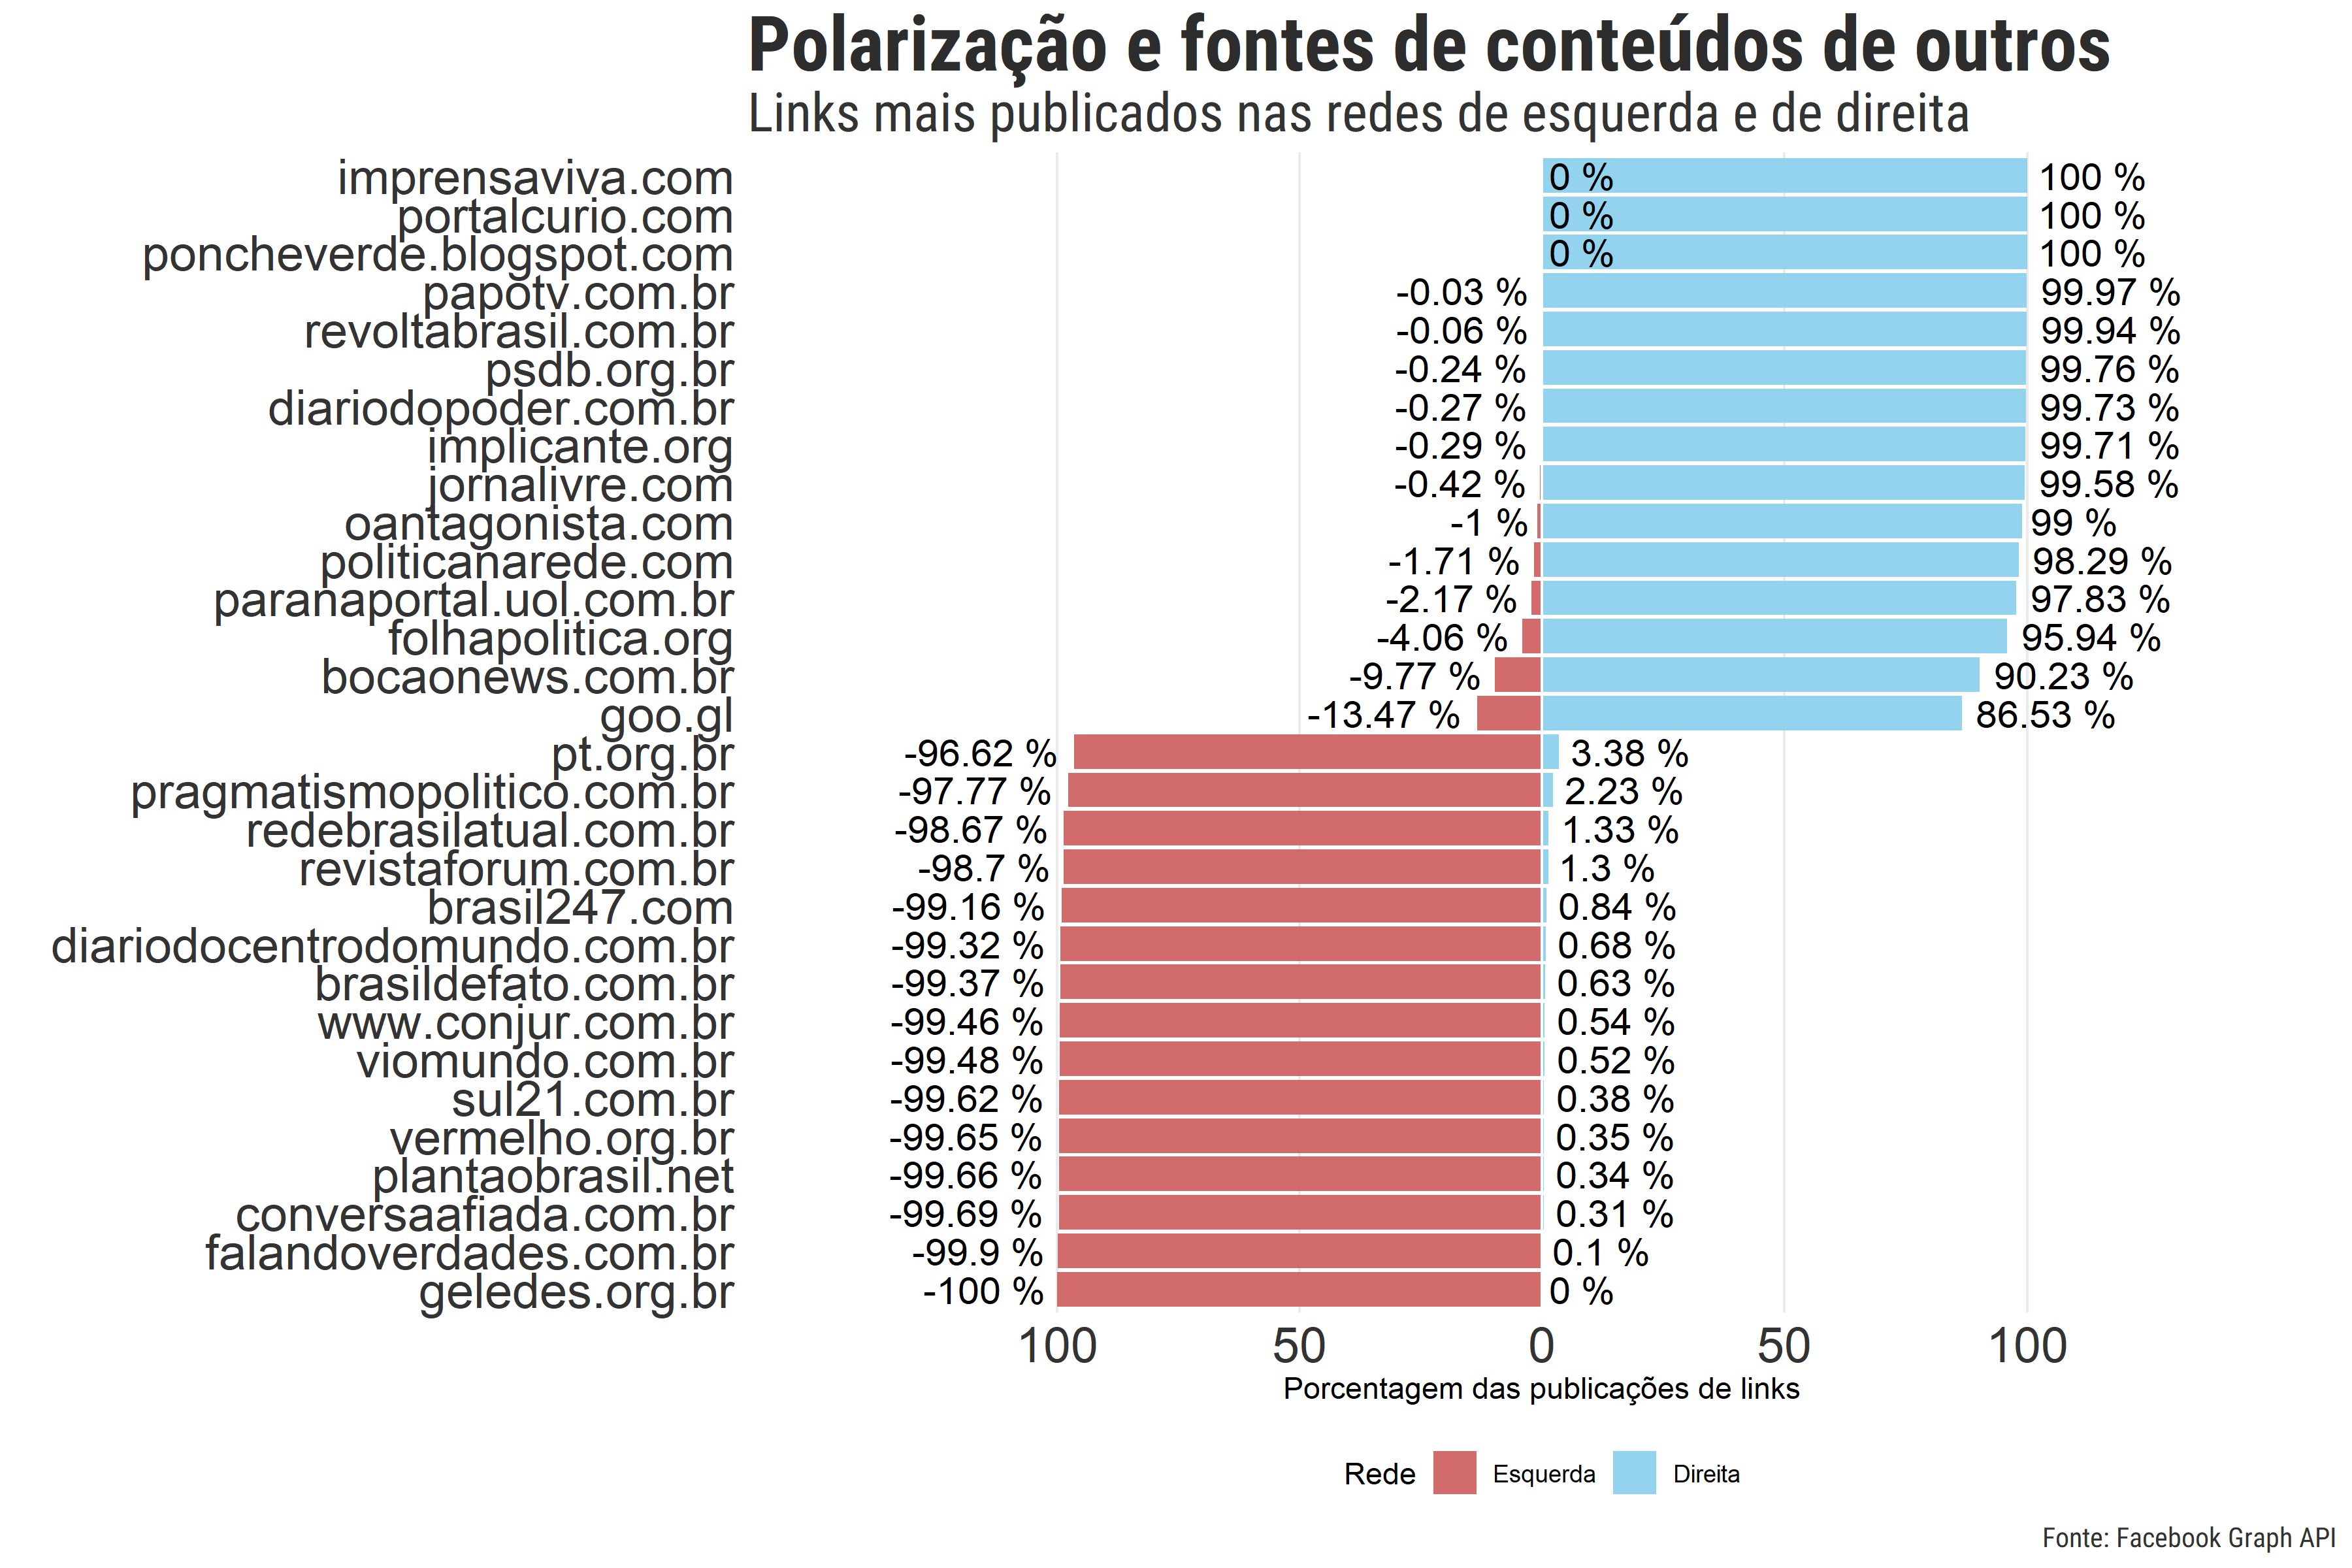 Polarização e fontes de conteúdos de outros
Links mais publicados nas redes de esquerda e de direita
imprensaviva.com 0 % 100 %
portalcurio.com 0 % 100 %
poncheverde.blogspot.com 0 % 100 %
papotv.com.br -0.03 % 99.97 %
revoltabrasil.com.br -0.06 % 99.94 %
psdb.org.br -0.24 % 99.76 %
diariodopoder.com.br -0.27 % 99.73 %
implicante.org -0.29 % 99.71 %
jornalivre.com -0.42 % 99.58 %
oantagonista.com -1 % 99 %
politicanarede.com -1.71 % 98.29 %
paranaportal.uol.com.br -2.17 % 97.83 %
folhapolitica.org -4.06 % 95.94 %
bocaonews.com.br -9.77 % 90.23 %
goo.gl -13.47 % 86.53 %
pt.org.br -96.62 % 3.38 %
pragmatismopolitico.com.br -97.77 % 2.23 %
redebrasilatual.com.br -98.67 % 1.33 %
revistaforum.com.br -98.7 % 1.3 %
brasil247.com -99.16 % 0.84 %
diariodocentrodomundo.com.br -99.32 % 0.68 %
brasildefato.com.br -99.37 % 0.63 %
www.conjur.com.br -99.46 % 0.54 %
viomundo.com.br -99.48 % 0.52 %
sul21.com.br -99.62 % 0.38 %
vermelho.org.br -99.65 % 0.35 %
plantaobrasil.net -99.66 % 0.34 %
conversaafiada.com.br -99.69 % 0.31 %
falandoverdades.com.br -99.9 % 0.1 %
geledes.org.br -100 % 0 %
100 50 0 50 100
Porcentagem das publicações de links
Rede Esquerda Direita
Fonte: Facebook Graph API